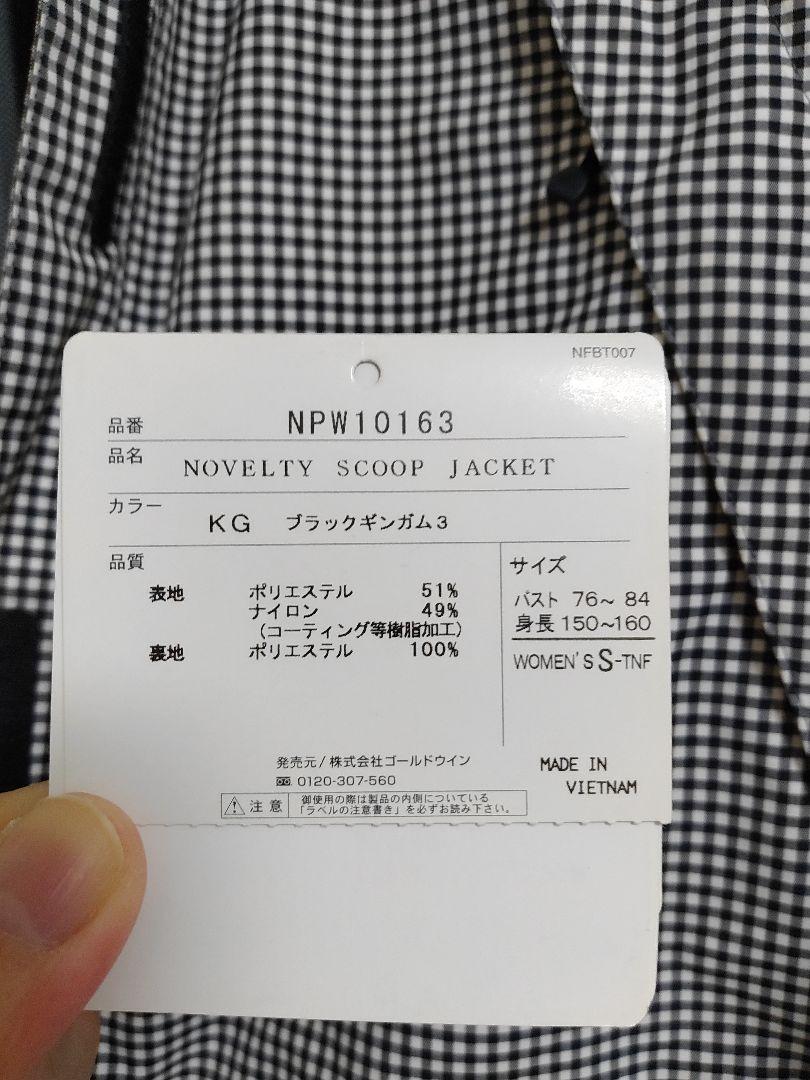 NFBT007
品番 NPW10163
品名 NOVELTY SCOOP JACKET
カラー KG ブラックギンガム3
品質
表地 ポリエステル 51%
ナイロン 49%
(コーティング等樹脂加工)
裏地 ポリエステル 100%
サイズ
バスト 76~84
身長 150~160
WOMEN'S S-TNF
発売元/株式会社ゴールドウイン
0120-307-560
注意 御使用の際は製品の内側についている
「ラベルの注意書き」を必ずお読み下さい。
MADE IN
VIETNAM